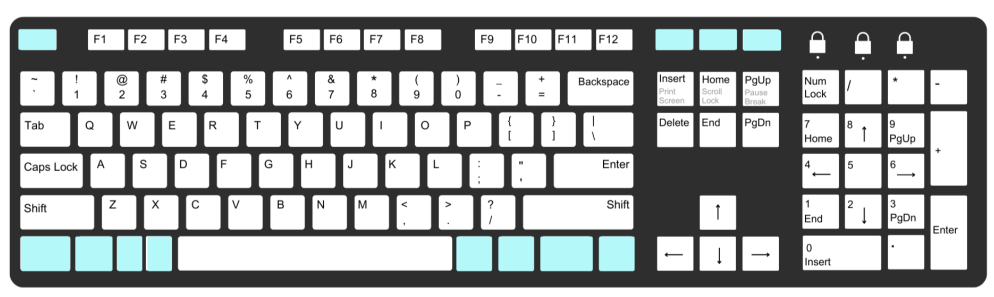 F1 F2 F3 F4 F5 F6 F7 F8 F9 F10 F11 F12
~ ! @ # $ % ^ & * ( ) _ +
` 1 2 3 4 5 6 7 8 9 0 - = Backspace
Insert Home PgUp
Print Screen Scroll Lock Pause Break
Num Lock / * -
Tab Q W E R T Y U I O P { } |
[ ] \
Delete End PgDn
7 8 ↑ 9 +
Home PgUp
Caps Lock A S D F G H J K L : " Enter
; '
4 ← 5 6 →
Shift Z X C V B N M < > ? Shift
, . /
↑
1 2 ↓ 3
End PgDn Enter
← ↓ →
0 .
Insert